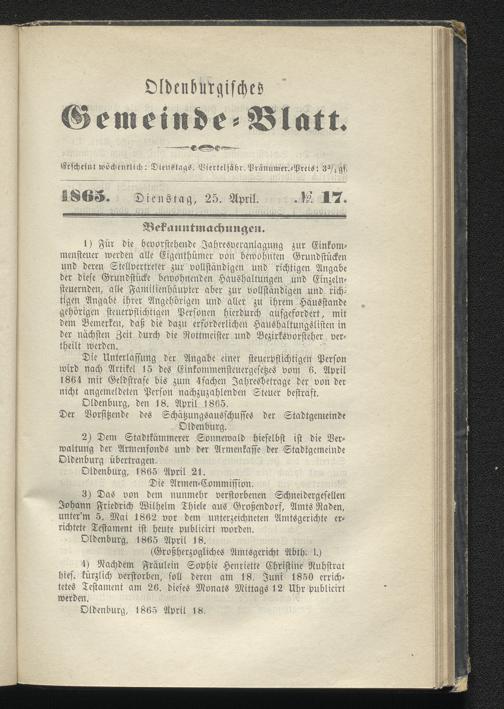 Oldenburgisches
Gemeinde-Blatt.
Erscheint wöchentlich: Dienstags. Vierteljähr. Pränumer.-Preis: 3¾ gf.
1865. Dienstag, 25. April. № 17.
Bekanntmachungen.
1) Für die bevorstehende Jahresveranlagung zur Einkom-
mensteuer werden alle Eigenthümer von bewohnten Grundstücken
und deren Stellvertreter zur vollständigen und richtigen Angabe
der diese Grundstücke bewohnenden Haushaltungen und Einzeln-
steuernden, alle Familienhäupter aber zur vollständigen und rich-
tigen Angabe ihrer Angehörigen und aller zu ihrem Hausstande
gehörigen steuerpflichtigen Personen hierdurch aufgefordert, mit
dem Bemerken, daß die dazu erforderlichen Haushaltungslisten in
der nächsten Zeit durch die Rottmeister und Bezirksvorsteher ver-
theilt werden.
Die Unterlassung der Angabe einer steuerpflichtigen Person
wird nach Artikel 15 des Einkommensteuergesetzes vom 6. April
1864 mit Geldstrafe bis zum 4fachen Jahresbetrage der von der
nicht angemeldeten Person nachzuzahlenden Steuer bestraft.
Oldenburg, den 18. April 1865.
Der Vorsitzende des Schätzungsausschusses der Stadtgemeinde
Oldenburg.
2) Dem Stadtkämmerer Sonnewald hieselbst ist die Ver-
waltung der Armenfonds und der Armenkasse der Stadtgemeinde
Oldenburg übertragen.
Oldenburg, 1865 April 21.
Die Armen-Commission.
3) Das von dem nunmehr verstorbenen Schneidergesellen
Johann Friedrich Wilhelm Thiele aus Großendorf, Amts Raden,
unter'm 5. Mai 1862 vor dem unterzeichneten Amtsgerichte er-
richtete Testament ist heute publicirt worden.
Oldenburg, 1865 April 18.
(Großherzogliches Amtsgericht Abth. I.)
4) Nachdem Fräulein Sophie Henriette Christine Ruhstrat
hies. kürzlich verstorben, soll deren am 18. Juni 1850 errich-
tetes Testament am 26. dieses Monats Mittags 12 Uhr publicirt
werden.
Oldenburg, 1865 April 18.